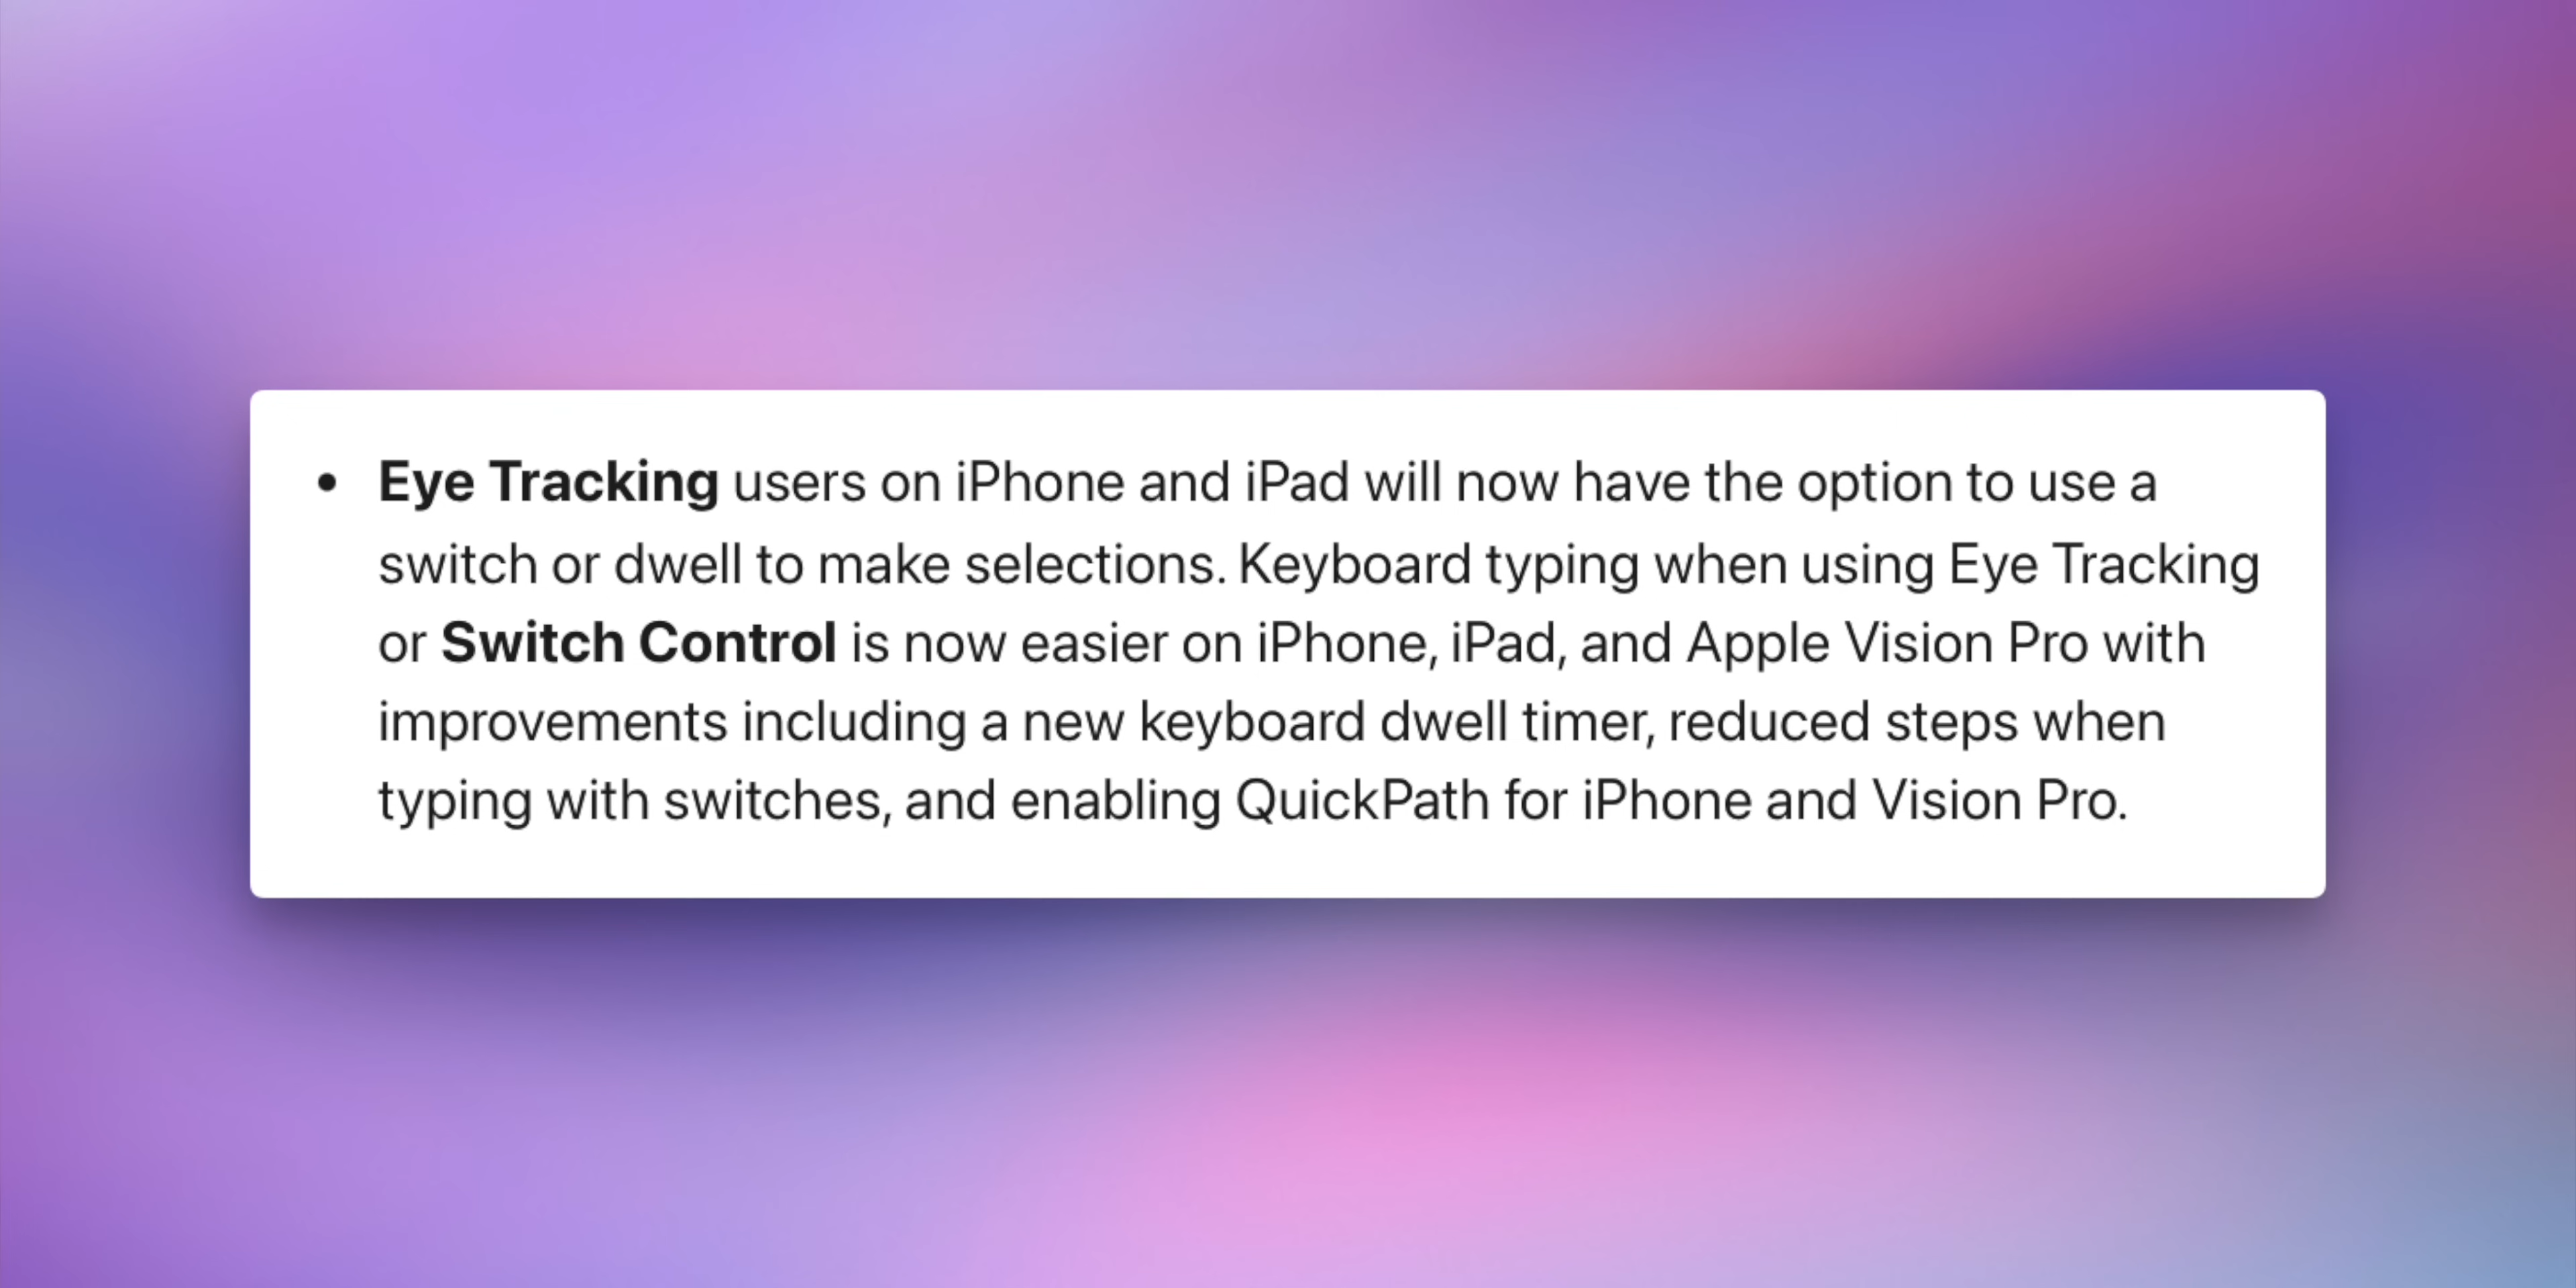 • Eye Tracking users on iPhone and iPad will now have the option to use a
switch or dwell to make selections. Keyboard typing when using Eye Tracking
or Switch Control is now easier on iPhone, iPad, and Apple Vision Pro with
improvements including a new keyboard dwell timer, reduced steps when
typing with switches, and enabling QuickPath for iPhone and Vision Pro.